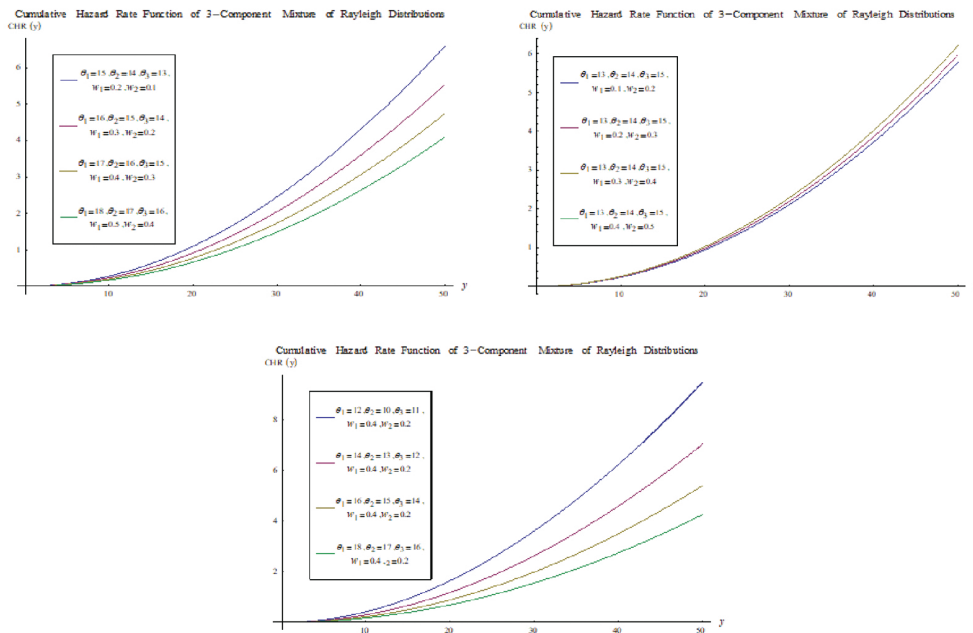 Cumulative Hazard Rate Function of 3−Component Mixture of Rayleigh Distributions
CHR (y)
6
5
4
3
2
1
10
20
30
40
50
y
θ1=15,θ2=14,θ3=13,
w1=0.2,w2=0.1
θ1=16,θ2=15,θ3=14,
w1=0.3,w2=0.2
θ1=17,θ2=16,θ3=15,
w1=0.4,w2=0.3
θ1=18,θ2=17,θ3=16,
w1=0.5,w2=0.4
Cumulative Hazard Rate Function of 3−Component Mixture of Rayleigh Distributions
CHR (y)
6
5
4
3
2
1
10
20
30
40
50
y
θ1=13,θ2=14,θ3=15,
w1=0.1,w2=0.2
θ1=13,θ2=14,θ3=15,
w1=0.2,w2=0.3
θ1=13,θ2=14,θ3=15,
w1=0.3,w2=0.4
θ1=13,θ2=14,θ3=15,
w1=0.4,w2=0.5
Cumulative Hazard Rate Function of 3−Component Mixture of Rayleigh Distributions
CHR (y)
8
6
4
2
10
20
30
40
50
y
θ1=12,θ2=10,θ3=11,
w1=0.4,w2=0.2
θ1=14,θ2=13,θ3=12,
w1=0.4,w2=0.2
θ1=16,θ2=15,θ3=14,
w1=0.4,w2=0.2
θ1=18,θ2=17,θ3=16,
w1=0.4,2=0.2